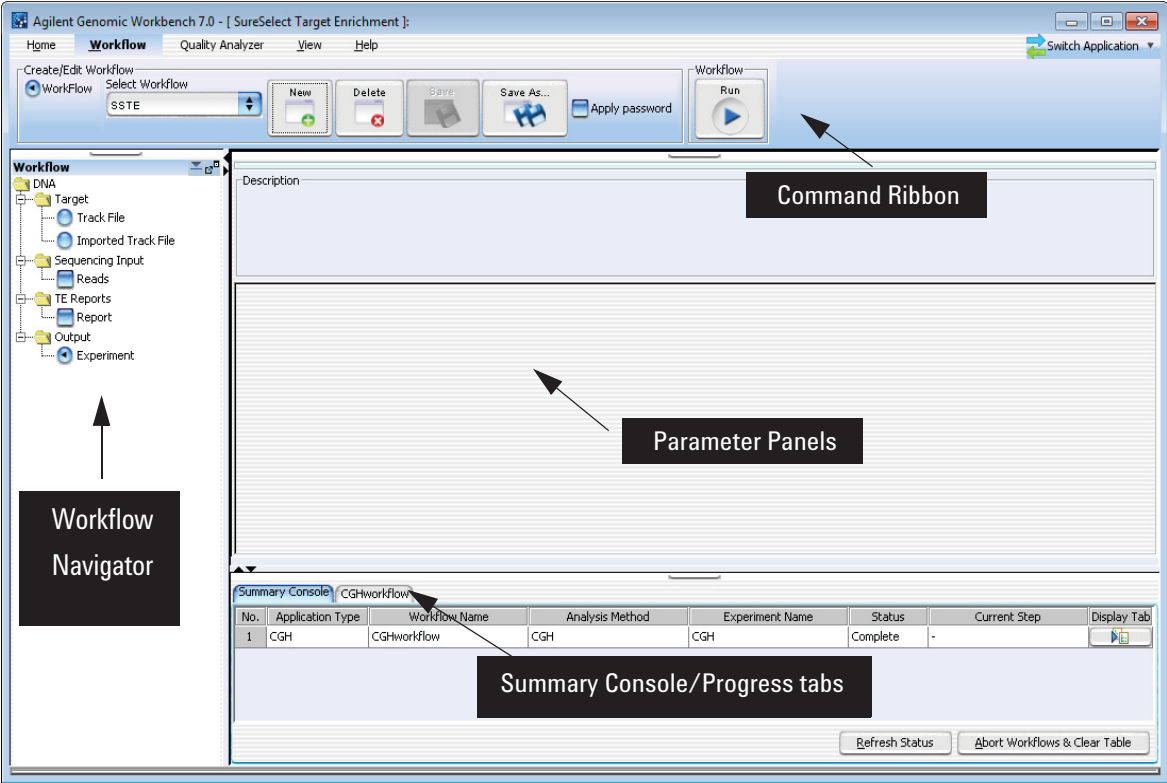 Agilent Genomic Workbench 7.0 - [ SureSelect Target Enrichment ]:
Home Workflow Quality Analyzer View Help Switch Application
Create/Edit Workflow Workflow
WorkFlow Select Workflow
SSTE
New Delete Save Save As... Apply password Run
Workflow
DNA
Target
Track File
Imported Track File
Sequencing Input
Reads
TE Reports
Report
Output
Experiment
Workflow
Navigator
Description
Command Ribbon
Parameter Panels
Summary Console CGHworkflow
No. Application Type Workflow Name Analysis Method Experiment Name Status Current Step Display Tab
1 CGH CGHworkflow CGH CGH Complete -
Summary Console/Progress tabs
Refresh Status Abort Workflows & Clear Table